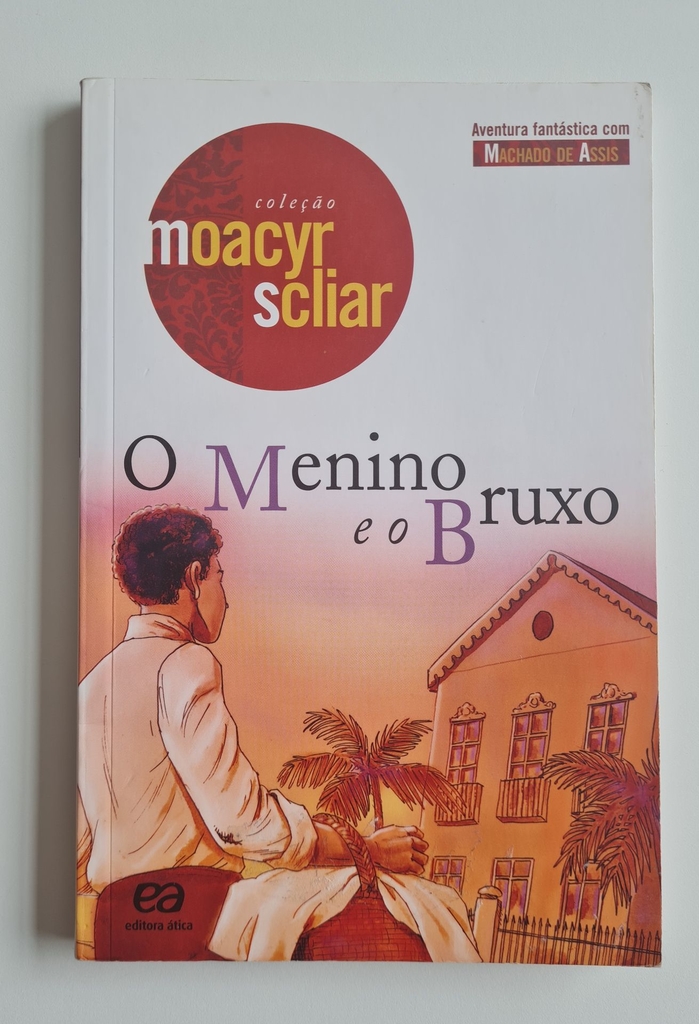 Aventura fantástica com
MACHADO DE ASSIS
coleção
moacyr
scliar
O Menino
e o Bruxo
ea
editora ática